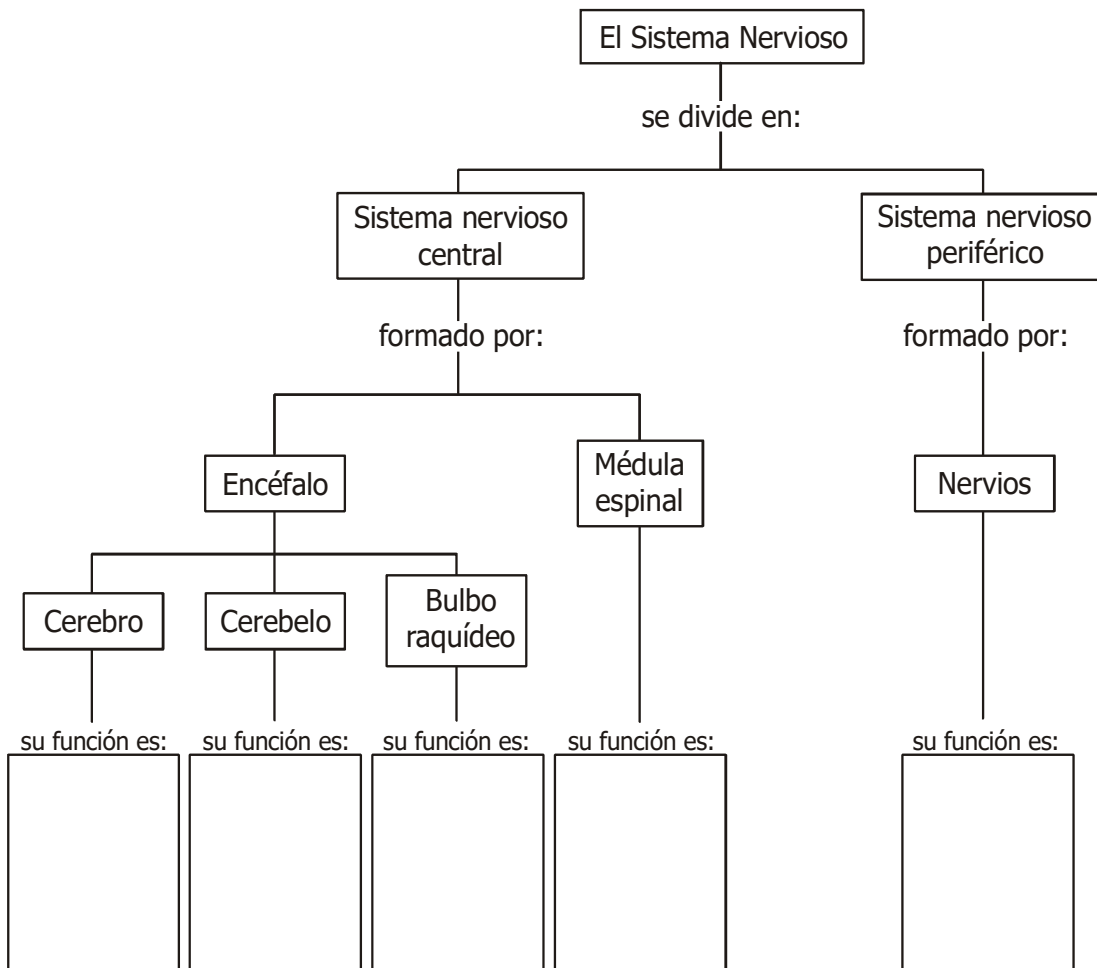 El Sistema Nervioso
se divide en:
Sistema nervioso
central
Sistema nervioso
periférico
formado por:
formado por:
Encéfalo
Médula
espinal
Nervios
Cerebro
Cerebelo
Bulbo
raquídeo
su función es:
su función es:
su función es:
su función es:
su función es: